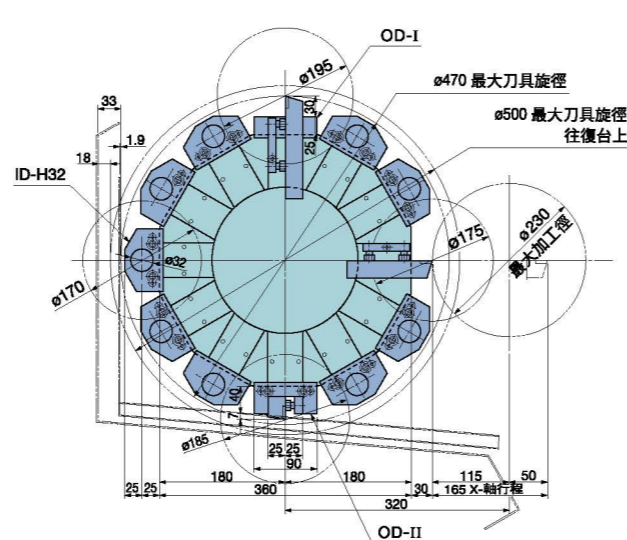 OD-I
ø195
33
30
ø470 最大刀具旋徑
ø500 最大刀具旋徑
往復台上
1.9
25
18
ID-H32
ø230
最大加工徑
ø175
ø32
ø170
40
7
ø185
25 25
90
180
180
115
50
25 25
360
30
165 X-軸行程
320
OD-II